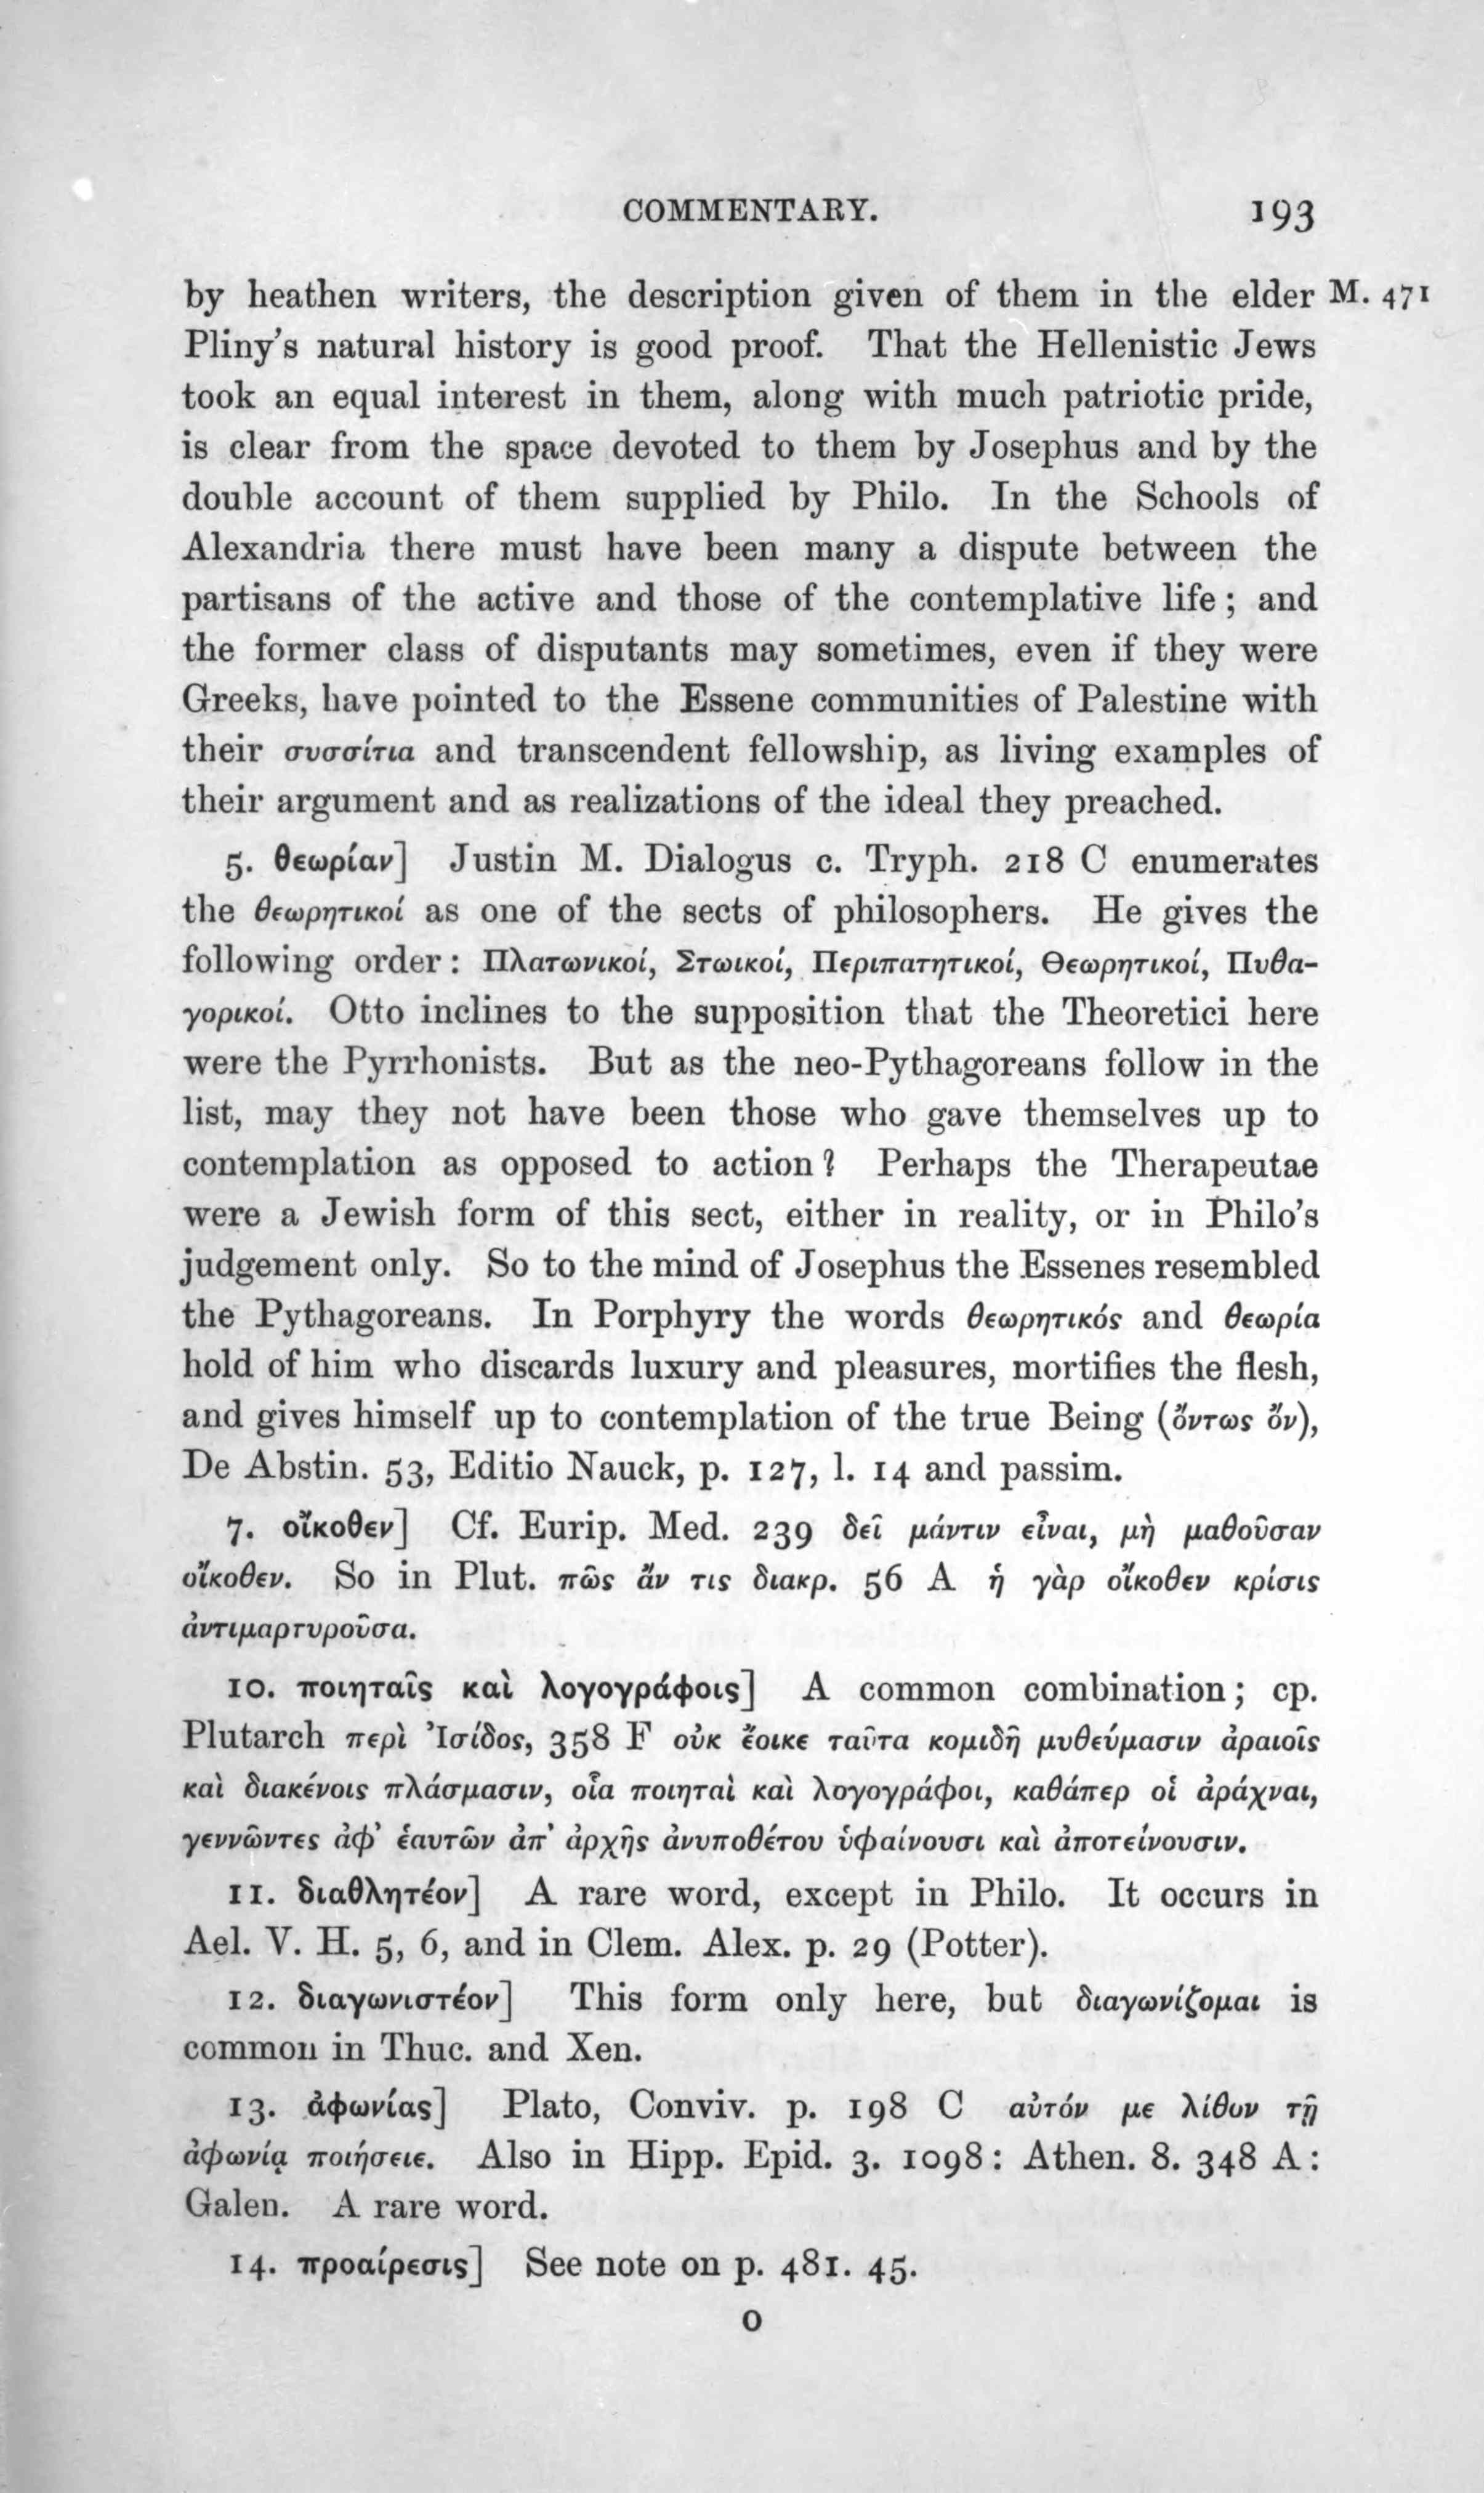 COMMENTARY. 193
by heathen writers, the description given of them in the elder M. 471
Pliny's natural history is good proof. That the Hellenistic Jews
took an equal interest in them, along with much patriotic pride,
is clear from the space devoted to them by Josephus and by the
double account of them supplied by Philo. In the Schools of
Alexandria there must have been many a dispute between the
partisans of the active and those of the contemplative life; and
the former class of disputants may sometimes, even if they were
Greeks, have pointed to the Essene communities of Palestine with
their συσσίτια and transcendent fellowship, as living examples of
their argument and as realizations of the ideal they preached.
5. θεωρίαν] Justin M. Dialogus c. Tryph. 218 C enumerates
the θεωρητικοί as one of the sects of philosophers. He gives the
following order: Πλατωνικοί, Στωικοί, Περιπατητικοί, Θεωρητικοί, Πυθα-
γορικοί. Otto inclines to the supposition that the Theoretici here
were the Pyrrhonists. But as the neo-Pythagoreans follow in the
list, may they not have been those who gave themselves up to
contemplation as opposed to action? Perhaps the Therapeutae
were a Jewish form of this sect, either in reality, or in Philo's
judgement only. So to the mind of Josephus the Essenes resembled
the Pythagoreans. In Porphyry the words θεωρητικός and θεωρία
hold of him who discards luxury and pleasures, mortifies the flesh,
and gives himself up to contemplation of the true Being (ὄντως ὄν),
De Abstin. 53, Editio Nauck, p. 127, l. 14 and passim.
7. οἴκοθεν] Cf. Eurip. Med. 239 δεῖ μάντιν εἶναι, μὴ μαθοῦσαν
οἴκοθεν. So in Plut. πῶς ἄν τις διακρ. 56 A ἡ γὰρ οἴκοθεν κρίσις
ἀντιμαρτυροῦσα.
10. ποιηταῖς καὶ λογογράφοις] A common combination; cp.
Plutarch περὶ Ἰσίδος, 358 F οὐκ ἔοικε ταῦτα κομιδῇ μυθεύμασιν ἀραιοῖς
καὶ διακένοις πλάσμασιν, οἷα ποιηταὶ καὶ λογογράφοι, καθάπερ οἱ ἀράχναι,
γεννῶντες ἀφ' ἑαυτῶν ἀπ' ἀρχῆς ἀνυποθέτου ὑφαίνουσι καὶ ἀποτείνουσιν.
11. διαθλητέον] A rare word, except in Philo. It occurs in
Ael. V. H. 5, 6, and in Clem. Alex. p. 29 (Potter).
12. διαγωνιστέον] This form only here, but διαγωνίζομαι is
common in Thuc. and Xen.
13. ἀφωνίας] Plato, Conviv. p. 198 C αὐτόν με λίθον τῇ
ἀφωνίᾳ ποιήσειε. Also in Hipp. Epid. 3. 1098: Athen. 8. 348 A:
Galen. A rare word.
14. προαίρεσις] See note on p. 481. 45.
O